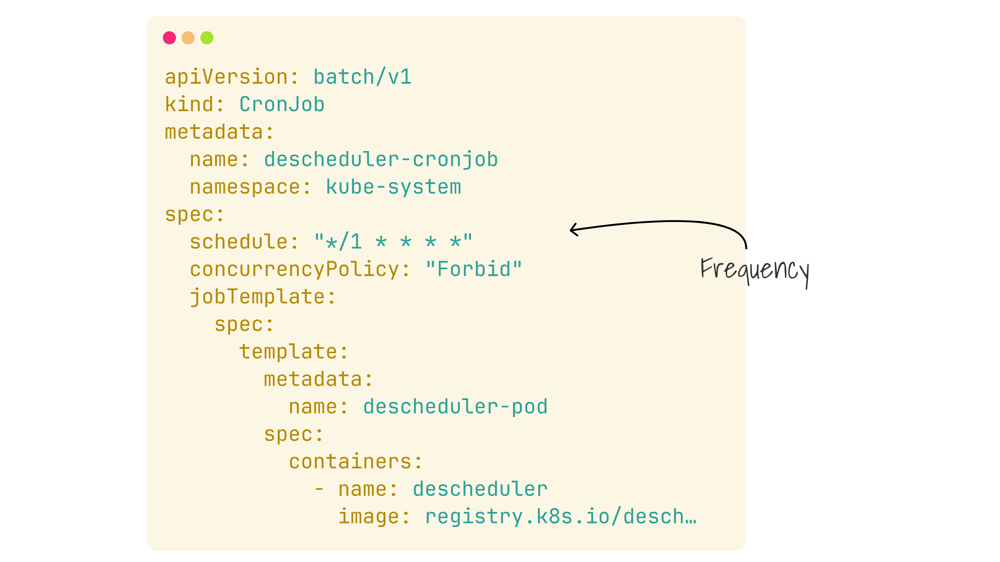 apiVersion: batch/v1
kind: CronJob
metadata:
  name: descheduler-cronjob
  namespace: kube-system
spec:
  schedule: "*/1 * * * *"
  concurrencyPolicy: "Forbid"
  jobTemplate:
    spec:
      template:
        metadata:
          name: descheduler-pod
        spec:
          containers:
            - name: descheduler
              image: registry.k8s.io/desch…
Frequency